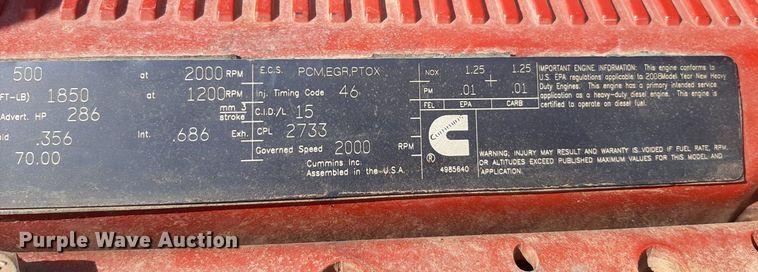 500 at 2000 RPM
FT-LB) 1850 at 1200 RPM
Advert. HP 286 mm 3 stroke
.356 Int. .686 Exh.
70.00
E.C.S. PCM,EGR,PTOX
Inj. Timing Code 46
C.I.D./L 15
CPL 2733
Governed Speed 2000 RPM
Cummins Inc.
Assembled in the U.S.A.
NOX 1.25 1.25
PM .01 .01
FEL EPA CARB
Cummins
®
4985640
IMPORTANT ENGINE INFORMATION: This engine conforms to
U.S. EPA regulations applicable to 2008Model Year New Heavy
Duty Engines. This engine has a primary intended service
application as a heavy-duty diesel engine. This engine is
certified to operate on diesel fuel.
WARNING, INJURY MAY RESULT AND WARRANTY IS VOIDED IF FUEL RATE, RPM,
OR ALTITUDES EXCEED PUBLISHED MAXIMUM VALUES FOR THIS MODEL AND
APPLICATION.
Purple Wave Auction